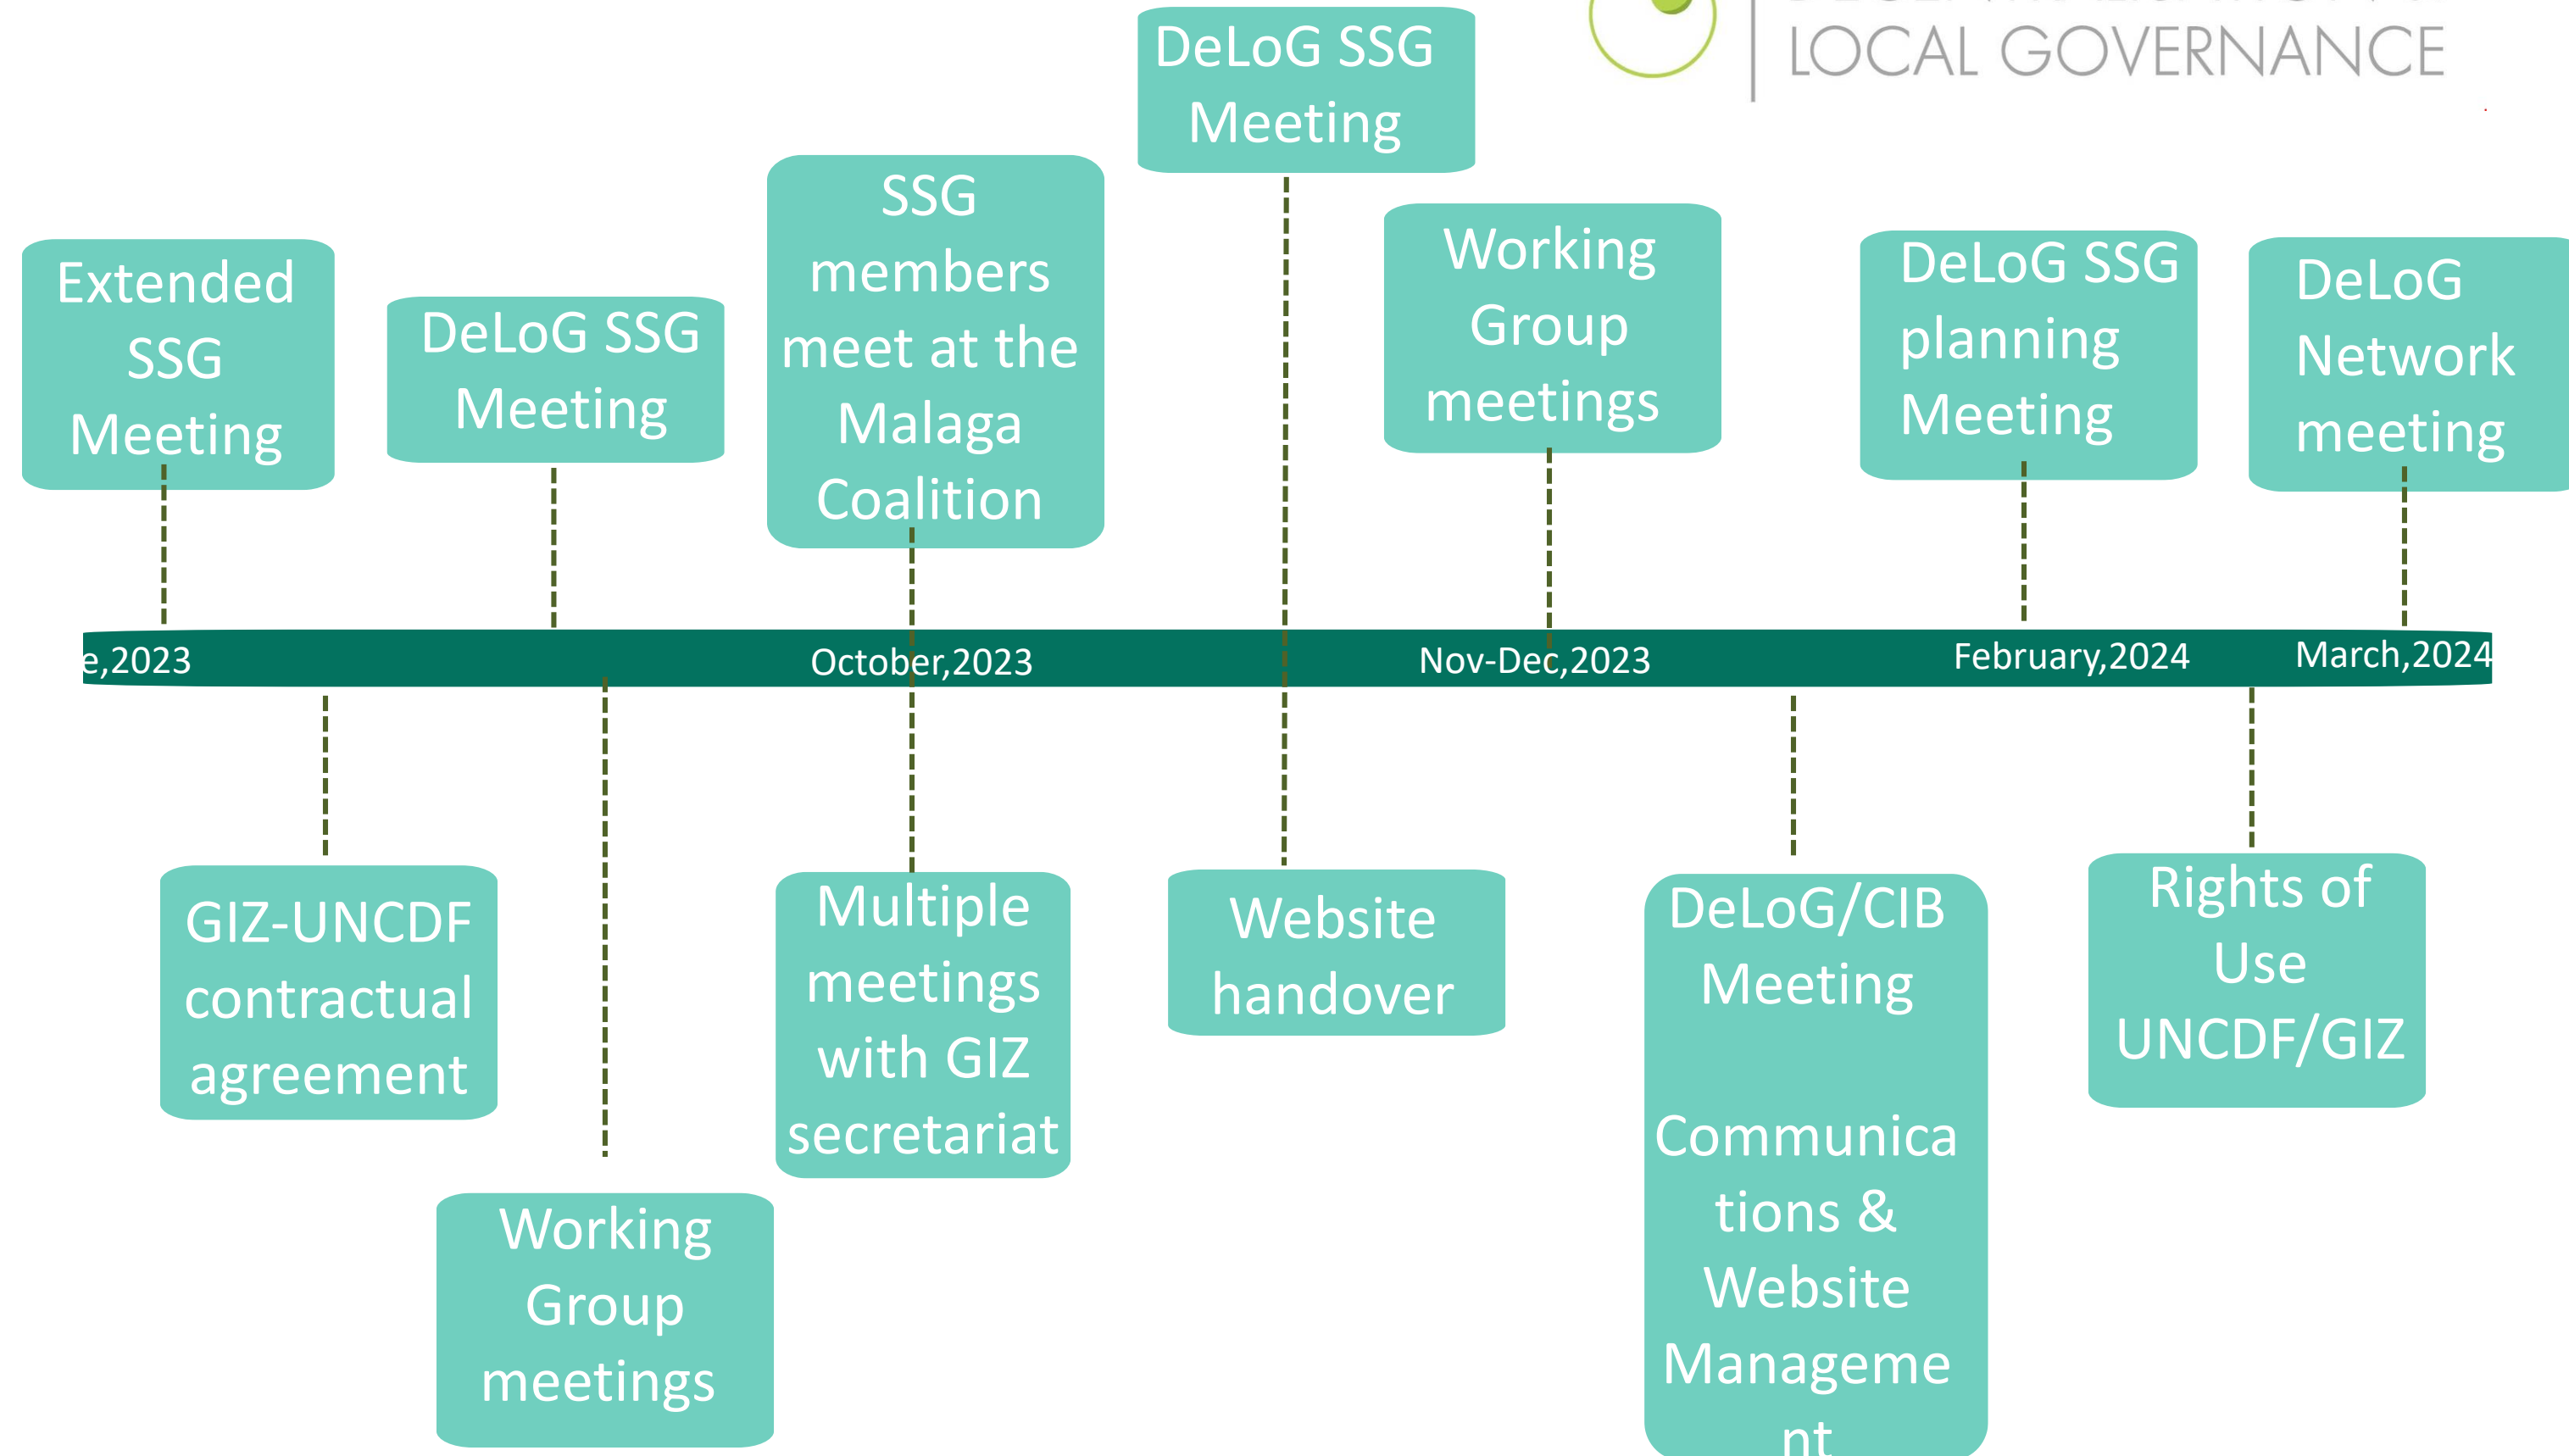 LOCAL GOVERNANCE
DeLoG SSG
Meeting
SSG
members
meet at the
Malaga
Coalition
Working
Group
meetings
DeLoG SSG
planning
Meeting
DeLoG
Network
meeting
Extended
SSG
Meeting
DeLoG SSG
Meeting
e,2023
October,2023
Nov-Dec,2023
February,2024
March,2024
GIZ-UNCDF
contractual
agreement
Working
Group
meetings
Multiple
meetings
with GIZ
secretariat
Website
handover
DeLoG/CIB
Meeting
Communica
tions &
Website
Manageme
nt
Rights of
Use
UNCDF/GIZ